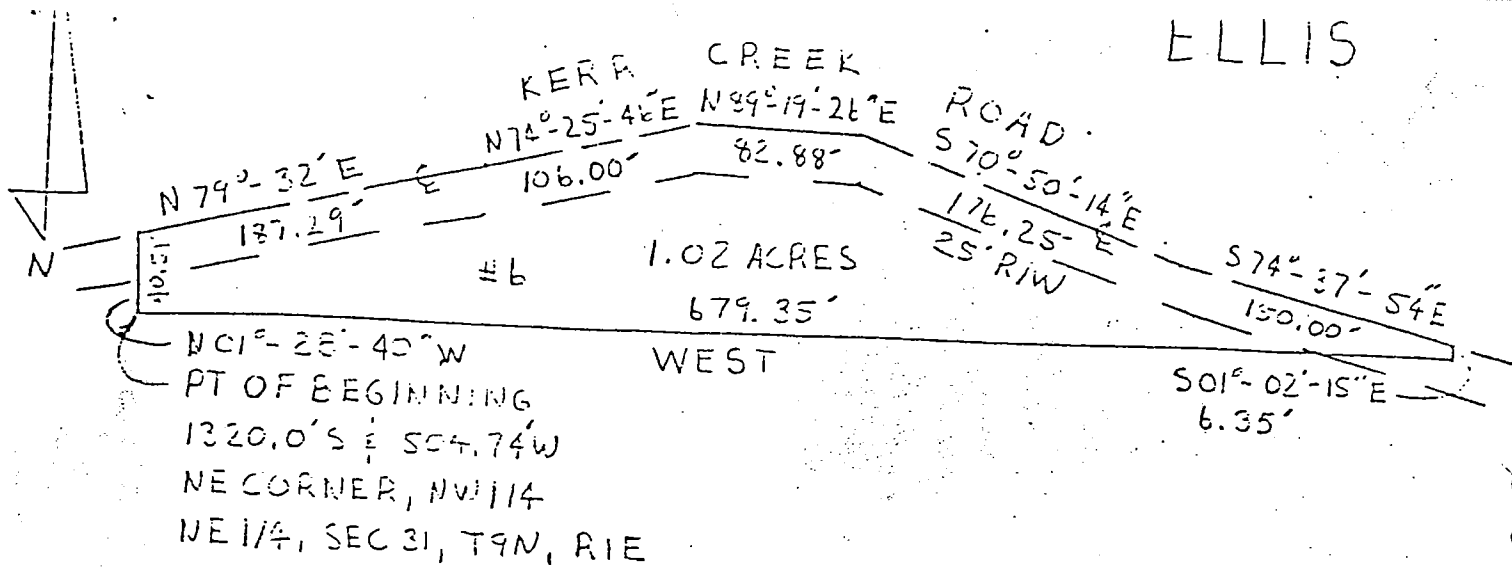 ELLIS
KERR CREEK ROAD
N 79°-32' E
187.29'
N74°-25'-46"E
106.00'
N89°-19'-26"E
82.88'
S 70°-50'-14"E
176.25'
25' R/W
S74°-37'-54"E
150.00'
N
40.51'
#6
1.02 ACRES
679.35'
WEST
N01°-28'-40"W
PT OF BEGINNING
1320.0'S & 504.74'W
NE CORNER, NW1/4
NE 1/4, SEC 31, T9N, R1E
S01°-02'-15"E
6.35'